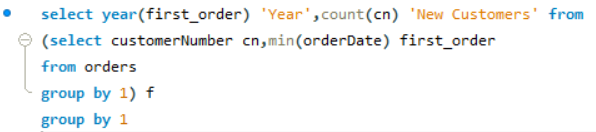 select year(first_order) 'Year',count(cn) 'New Customers' from
(select customerNumber cn,min(orderDate) first_order
from orders
group by 1) f
group by 1